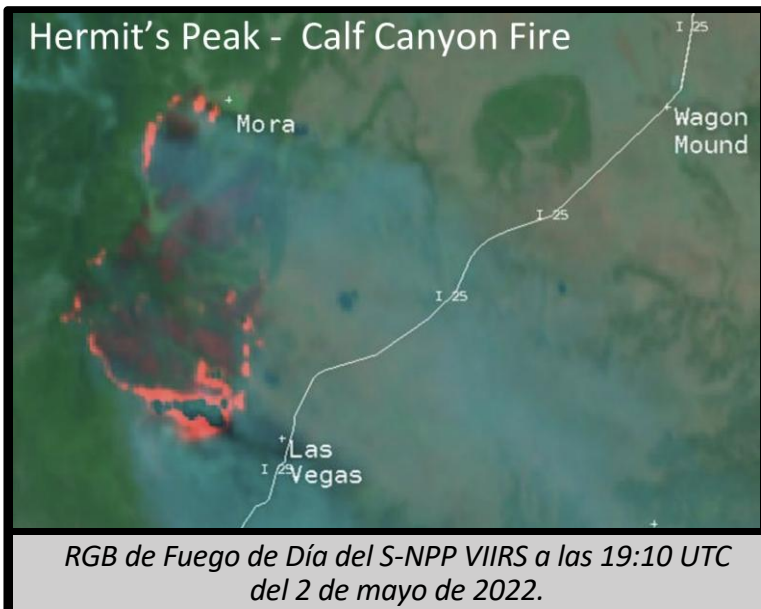 Hermit's Peak - Calf Canyon Fire
I 25
Wagon
Mound
Mora
I 25
I 25
Las
Vegas
I 25
RGB de Fuego de Día del S-NPP VIIRS a las 19:10 UTC
del 2 de mayo de 2022.